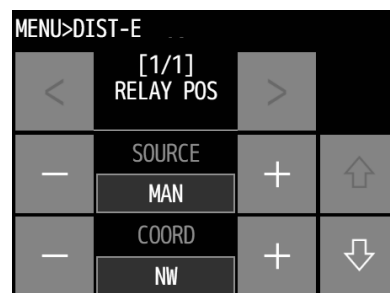 MENU>DIST-E
< [1/1] >
RELAY POS
SOURCE
− MAN +
COORD
− NW +